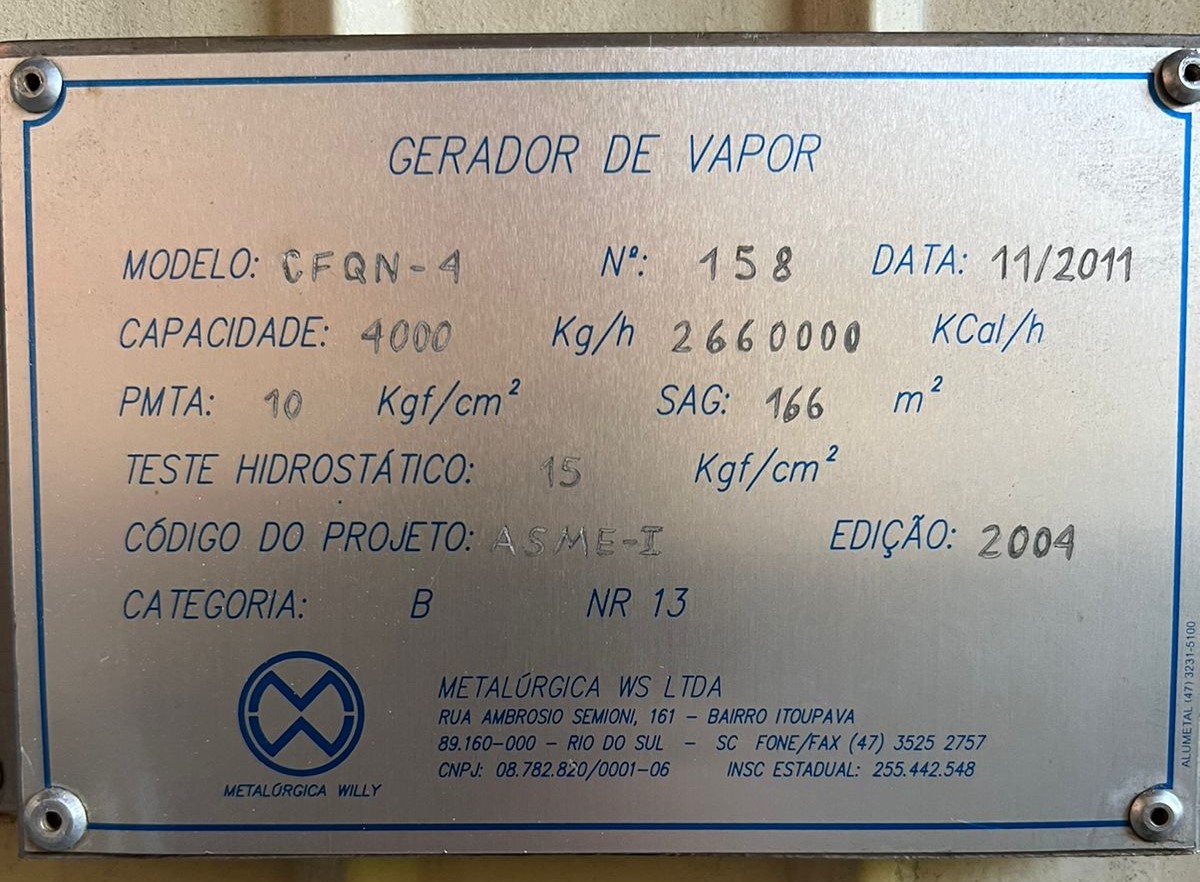 GERADOR DE VAPOR
MODELO: CFQN-4 Nº: 158 DATA: 11/2011
CAPACIDADE: 4000 Kg/h 2660000 KCal/h
PMTA: 10 Kgf/cm² SAG: 166 m²
TESTE HIDROSTÁTICO: 15 Kgf/cm²
CÓDIGO DO PROJETO: ASME-I EDIÇÃO: 2004
CATEGORIA: B NR 13
METALÚRGICA WS LTDA
RUA AMBROSIO SEMIONI, 161 - BAIRRO ITOUPAVA
89.160-000 - RIO DO SUL - SC FONE/FAX (47) 3525 2757
CNPJ: 08.782.820/0001-06 INSC ESTADUAL: 255.442.548
METALÚRGICA WILLY
ALUMETAL (47) 3231-5100